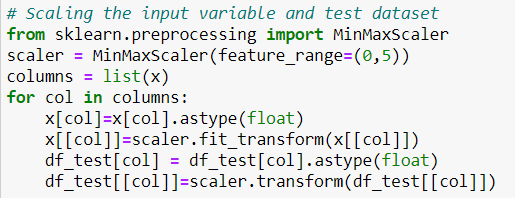 # Scaling the input variable and test dataset
from sklearn.preprocessing import MinMaxScaler
scaler = MinMaxScaler(feature_range=(0,5))
columns = list(x)
for col in columns:
    x[col]=x[col].astype(float)
    x[[col]]=scaler.fit_transform(x[[col]])
    df_test[col] = df_test[col].astype(float)
    df_test[[col]]=scaler.transform(df_test[[col]])